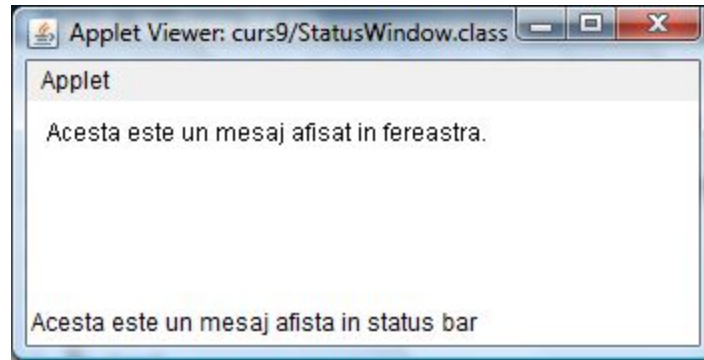 Applet Viewer: curs9/StatusWindow.class
Applet
Acesta este un mesaj afisat in fereastra.
Acesta este un mesaj afista in status bar